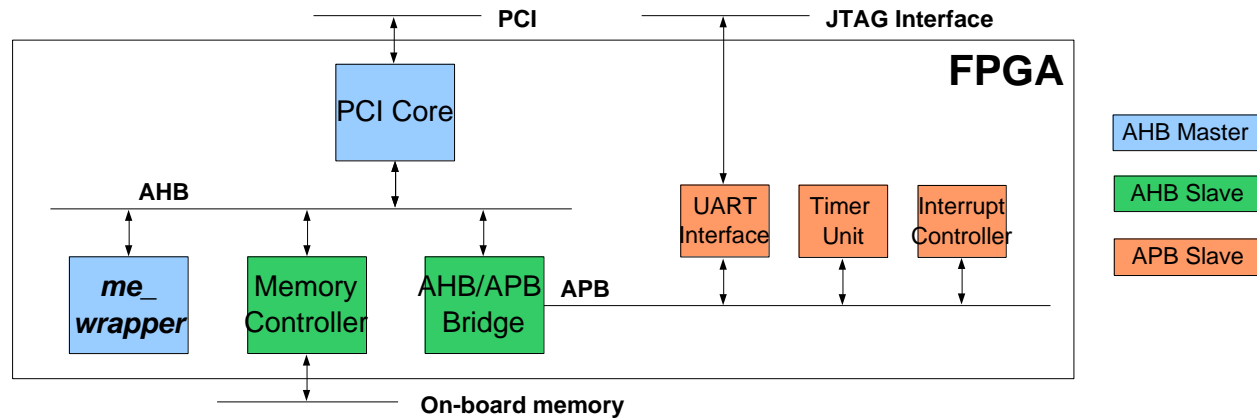 PCI
JTAG Interface
FPGA
PCI Core
AHB Master
AHB
UART
Interface
Timer
Unit
Interrupt
Controller
AHB Slave
APB Slave
me_
wrapper
Memory
Controller
AHB/APB
Bridge
APB
On-board memory